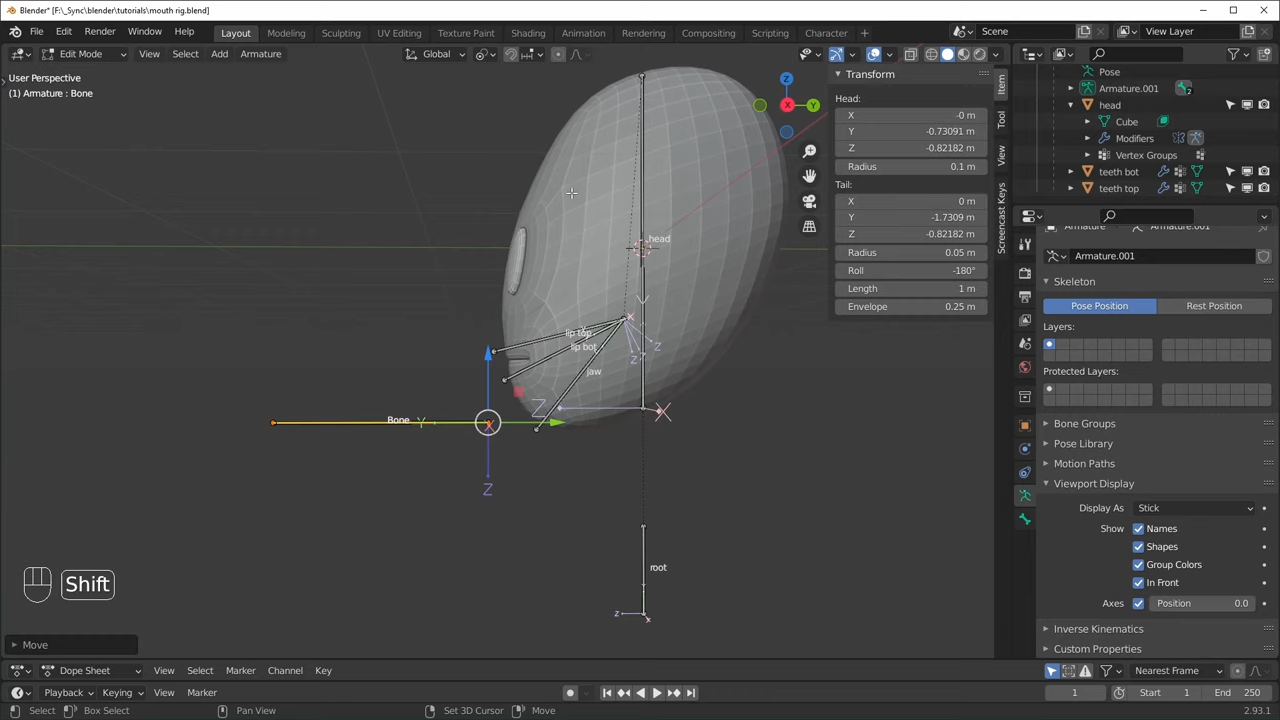 Blender* [F:\_Sync\blender\tutorials\mouth rig.blend]
File Edit Render Window Help Layout Modeling Sculpting UV Editing Texture Paint Shading Animation Rendering Compositing Scripting Character Scene View Layer
Edit Mode View Select Add Armature Global
User Perspective
(1) Armature : Bone
Transform
Head:
X -0 m
Y -0.73091 m
Z -0.82182 m
Radius 0.1 m
Tail:
X 0 m
Y -1.7309 m
Z -0.82182 m
Radius 0.05 m
Roll -180°
Length 1 m
Envelope 0.25 m
Item
Tool
View
Screencast Keys
Z
X
Y
head
lip top
lip bot
jaw
Z
Z
X
Bone
Y
X
Z
root
z
x
Shift
Move
Pose
Armature.001
2
head
Cube
Modifiers
Vertex Groups
teeth bot
teeth top
Armature Armature.001
Armature.001
Skeleton
Pose Position Rest Position
Layers:
Protected Layers:
Bone Groups
Pose Library
Motion Paths
Viewport Display
Display As Stick
Show Names
Shapes
Group Colors
In Front
Axes Position 0.0
Inverse Kinematics
Custom Properties
Dope Sheet View Select Marker Channel Key Nearest Frame
Playback Keying View Marker 1 Start 1 End 250
Select Box Select Pan View Set 3D Cursor Move 2.93.1